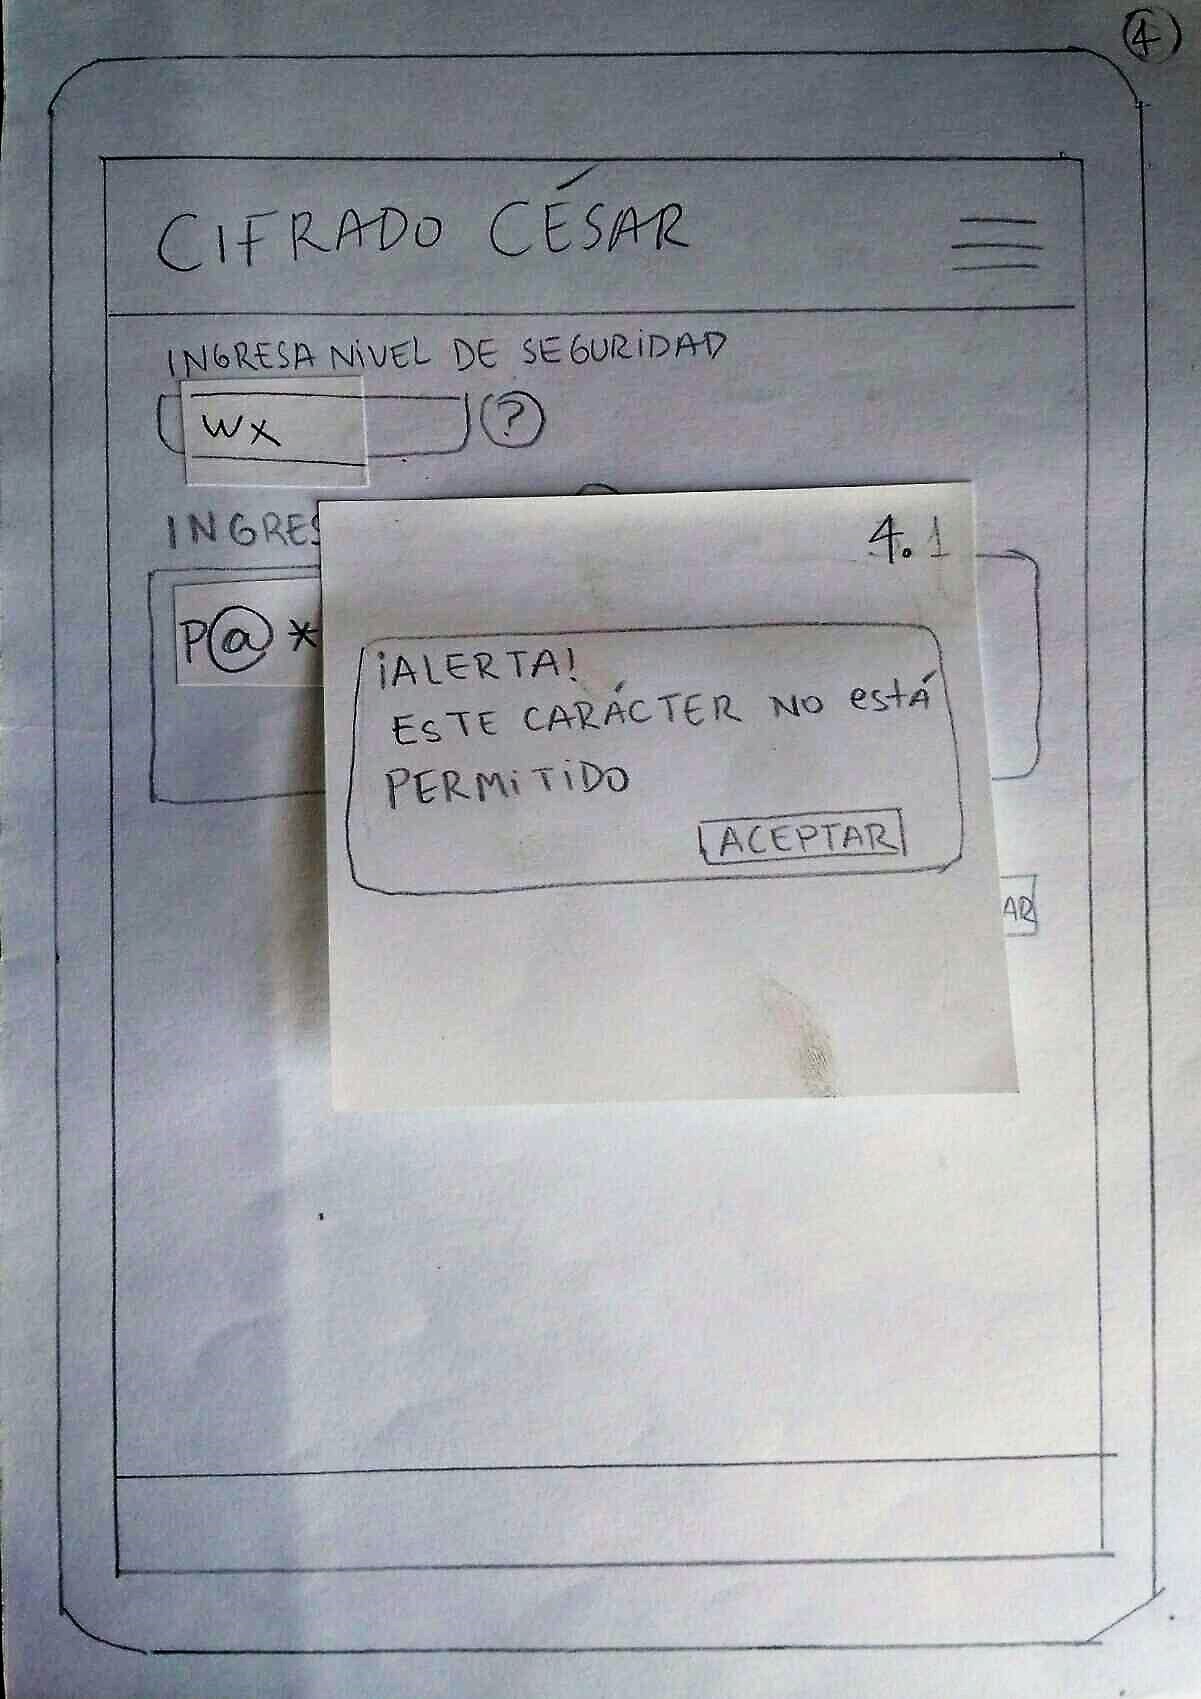 4
CIFRADO CÉSAR
INGRESA NIVEL DE SEGURIDAD
WX
?
INGRES
4.1
P@*
¡ALERTA!
ESTE CARÁCTER NO está
PERMITIDO
ACEPTAR
AR